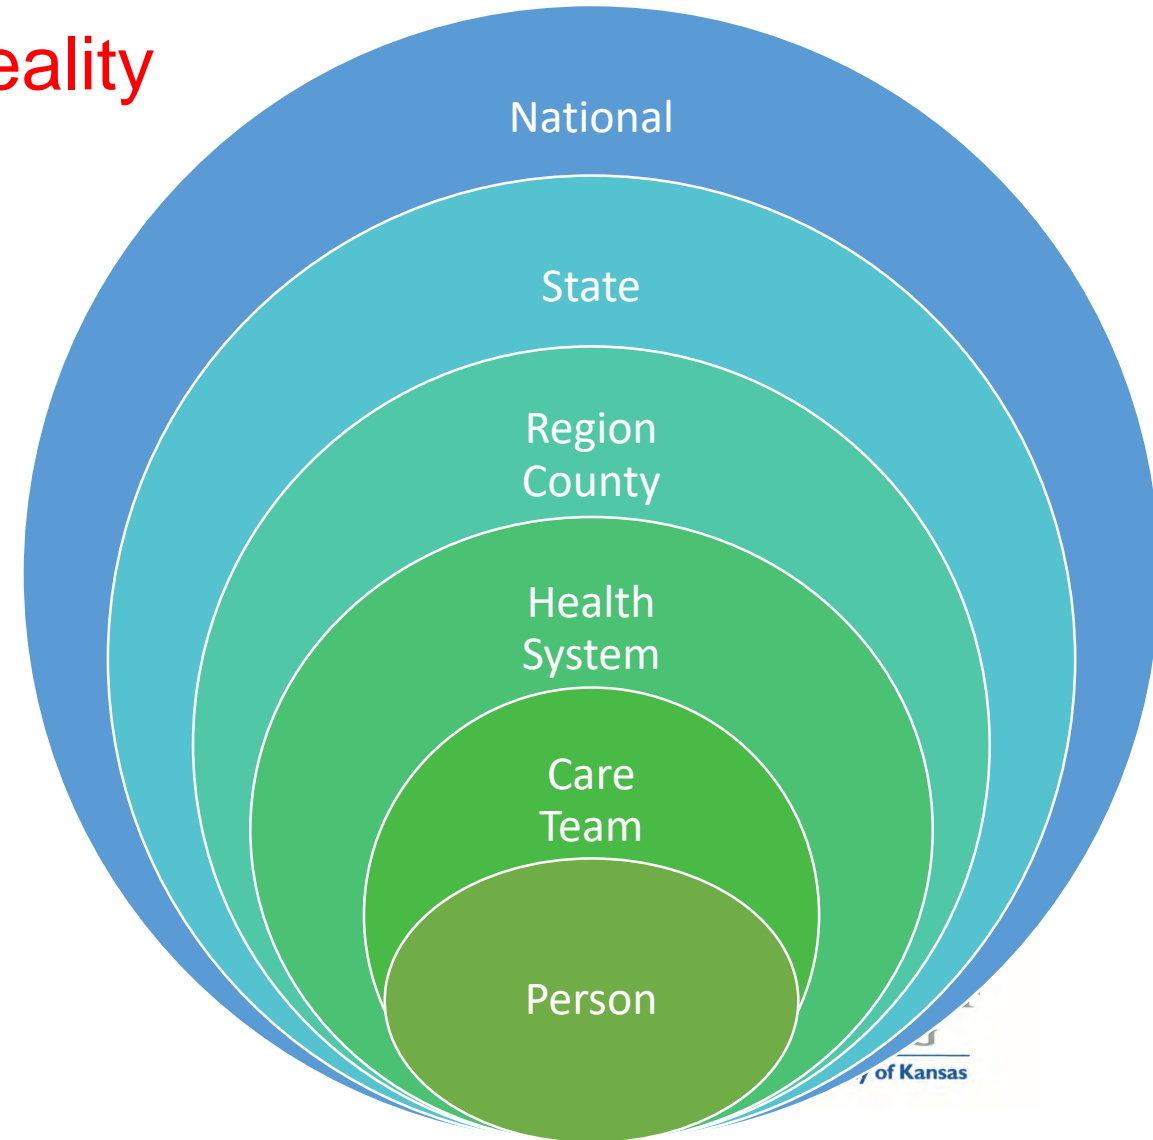 eality
National
State
Region
County
Health
System
Care
Team
Person
of Kansas